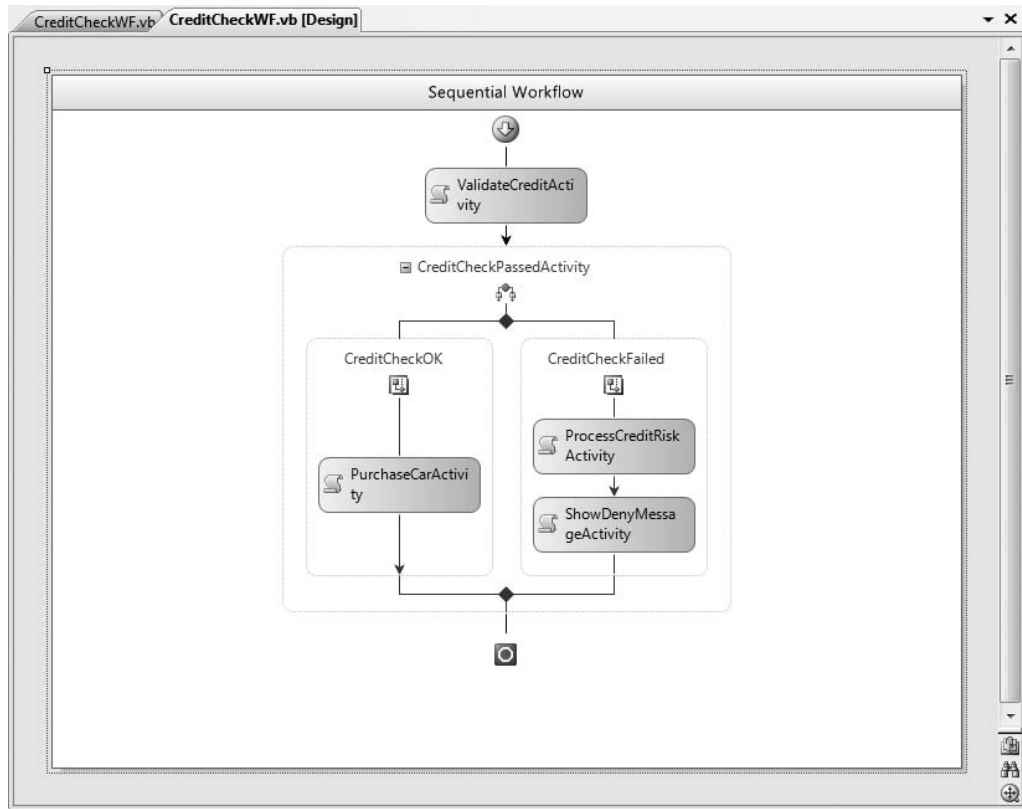 CreditCheckWF.vb CreditCheckWF.vb [Design]
Sequential Workflow
ValidateCreditActi
vity
CreditCheckPassedActivity
CreditCheckOK
CreditCheckFailed
PurchaseCarActivi
ty
ProcessCreditRisk
Activity
ShowDenyMessa
geActivity